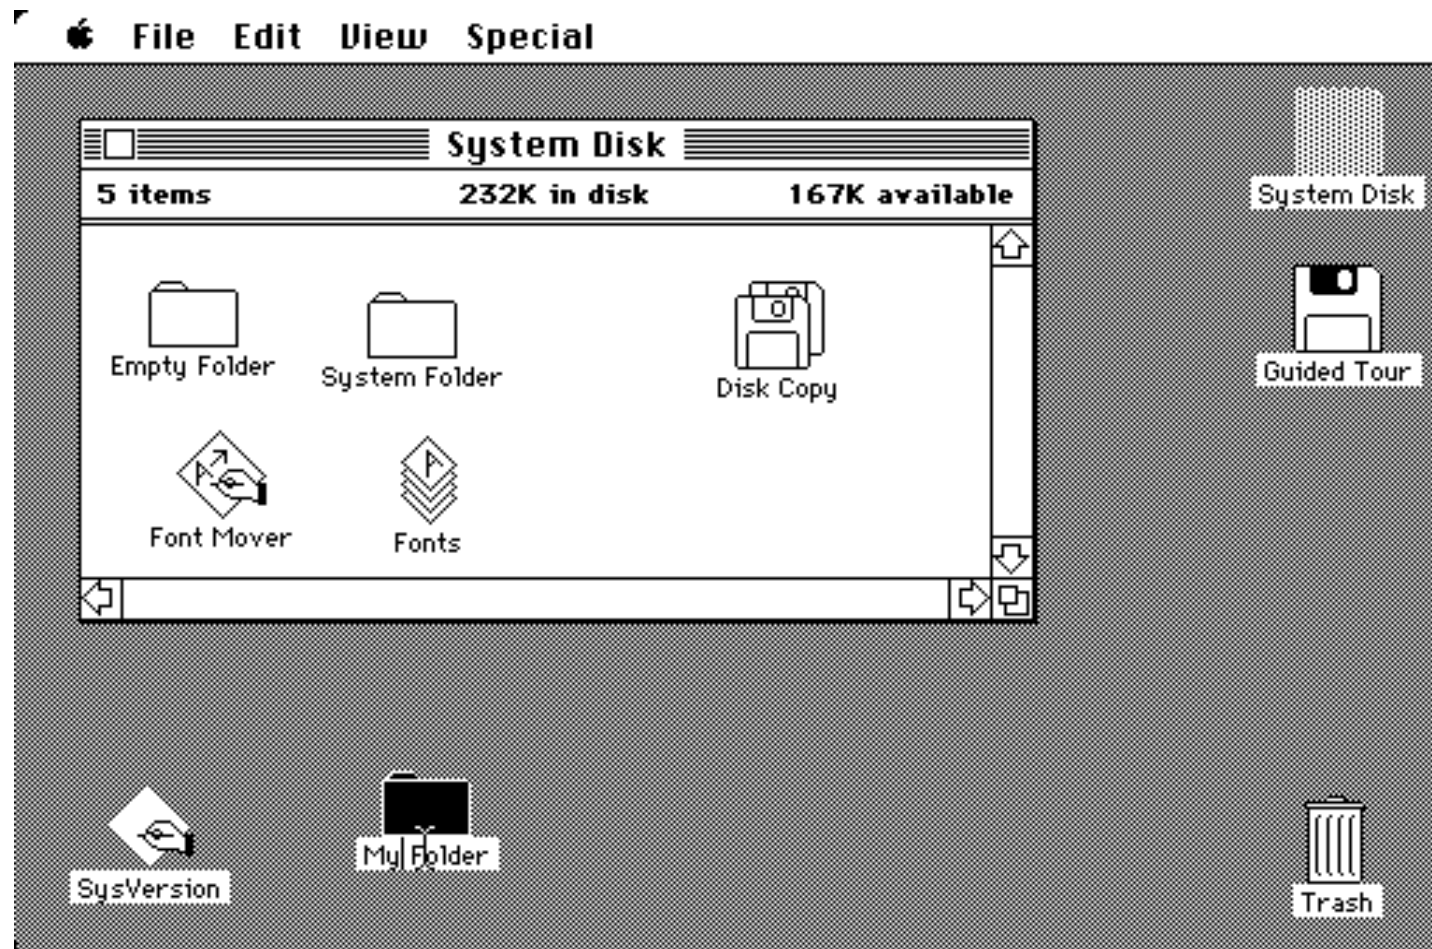 File Edit View Special
System Disk
5 items 232K in disk 167K available
System Disk
Empty Folder
System Folder
Disk Copy
Guided Tour
Font Mover
Fonts
My Folder
SysVersion
Trash